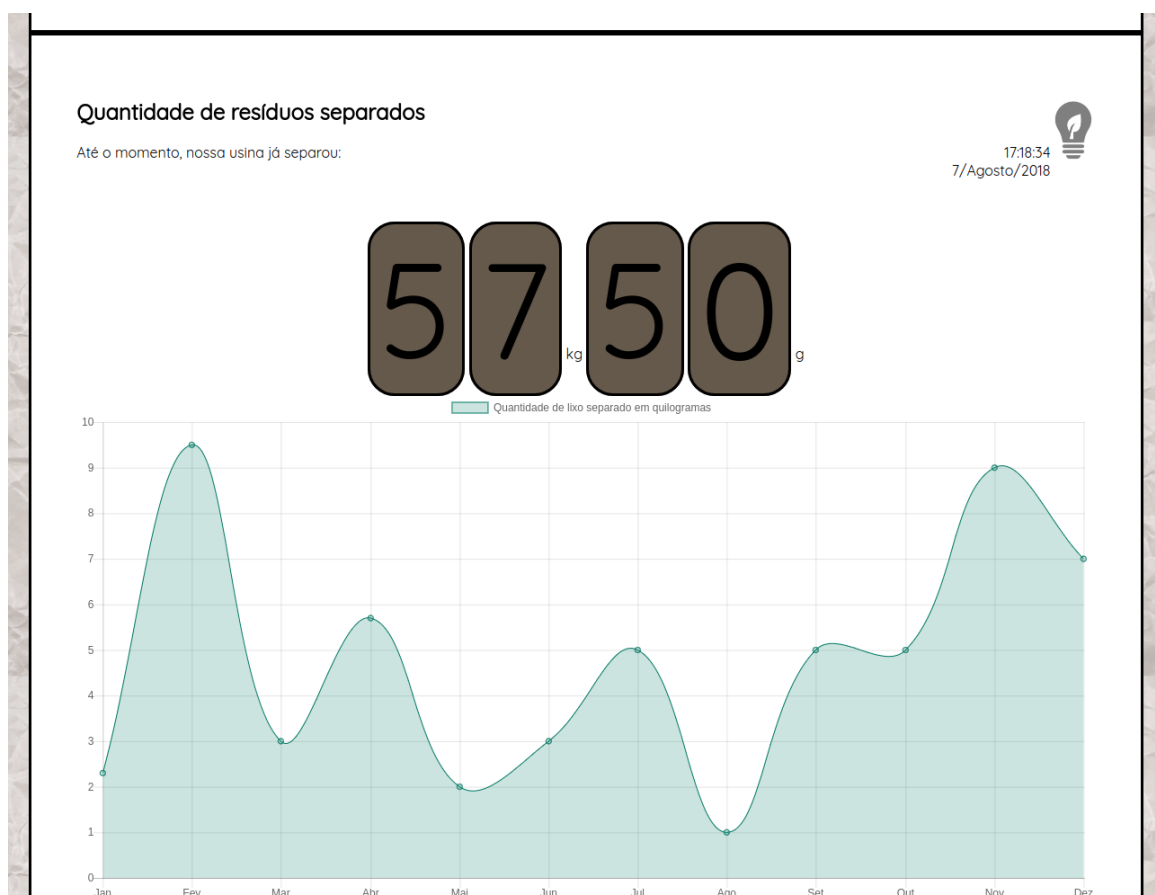 Quantidade de resíduos separados
Até o momento, nossa usina já separou:
17:18:34
7/Agosto/2018
57 kg 50 g
Quantidade de lixo separado em quilogramas
10
9
8
7
6
5
4
3
2
1
0
Jan Fev Mar Abr Mai Jun Jul Ago Set Out Nov Dez